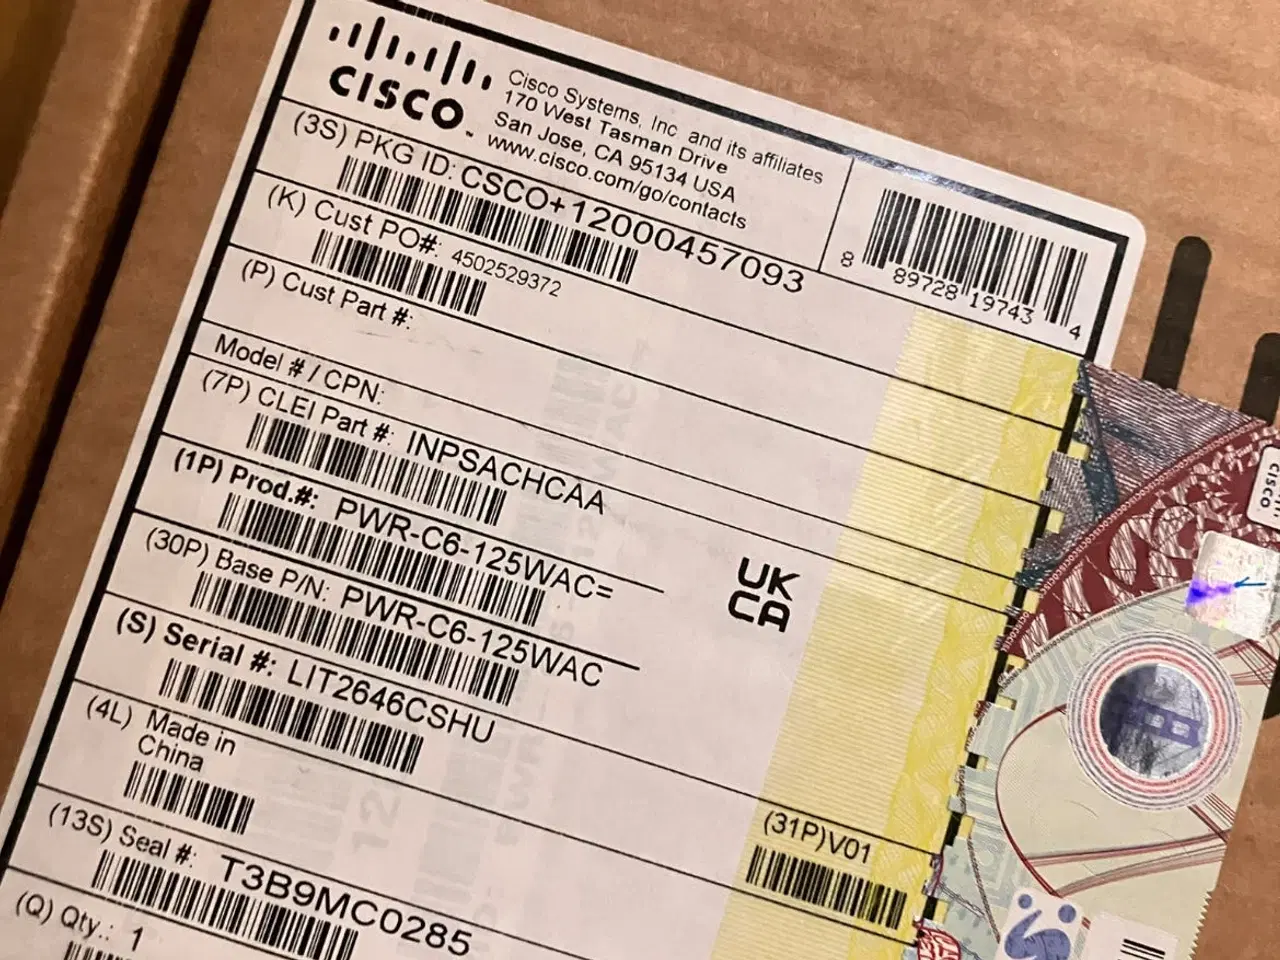 CISCO
Cisco Systems, Inc and its affiliates
170 West Tasman Drive
San Jose, CA 95134 USA
www.cisco.com/go/contacts
8 89728 19743 4
(3S) PKG ID: CSCO+12000457093
(K) Cust PO#: 4502529372
(P) Cust Part #:
Model # / CPN:
(7P) CLEI Part #: INPSACHCAA
(1P) Prod.#: PWR-C6-125WAC=
(30P) Base P/N: PWR-C6-125WAC
UK
CA
(S) Serial #: LIT2646CSHU
(4L) Made in
China
(31P)V01
(13S) Seal #: T3B9MC0285
(Q) Qty.: 1
CISCO